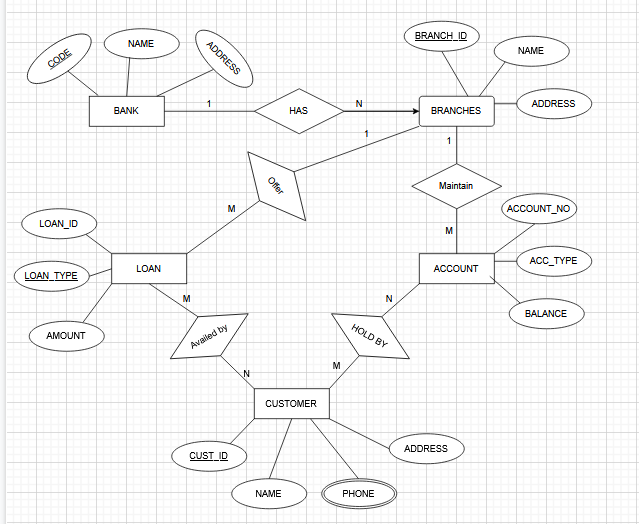 BRANCH_ID
CODE
NAME
ADDRESS
NAME
BANK
1
HAS
N
BRANCHES
ADDRESS
1
1
Offer
Maintain
M
M
LOAN_ID
ACCOUNT_NO
LOAN
ACCOUNT
ACC_TYPE
LOAN_TYPE
M
N
BALANCE
AMOUNT
Availed by
HOLD BY
N
M
CUSTOMER
CUST_ID
ADDRESS
NAME
PHONE